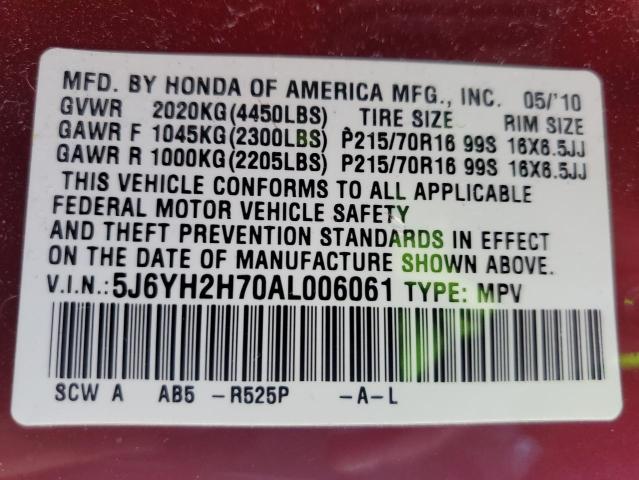 MFD. BY HONDA OF AMERICA MFG., INC. 05/'10
GVWR 2020KG(4450LBS) TIRE SIZE RIM SIZE
GAWR F 1045KG(2300LBS) P215/70R16 99S 16X6.5JJ
GAWR R 1000KG(2205LBS) P215/70R16 99S 16X6.5JJ
THIS VEHICLE CONFORMS TO ALL APPLICABLE
FEDERAL MOTOR VEHICLE SAFETY
AND THEFT PREVENTION STANDARDS IN EFFECT
ON THE DATE OF MANUFACTURE SHOWN ABOVE.
V.I.N.:5J6YH2H70AL006061 TYPE: MPV
SCW A AB5 -R525P -A-L